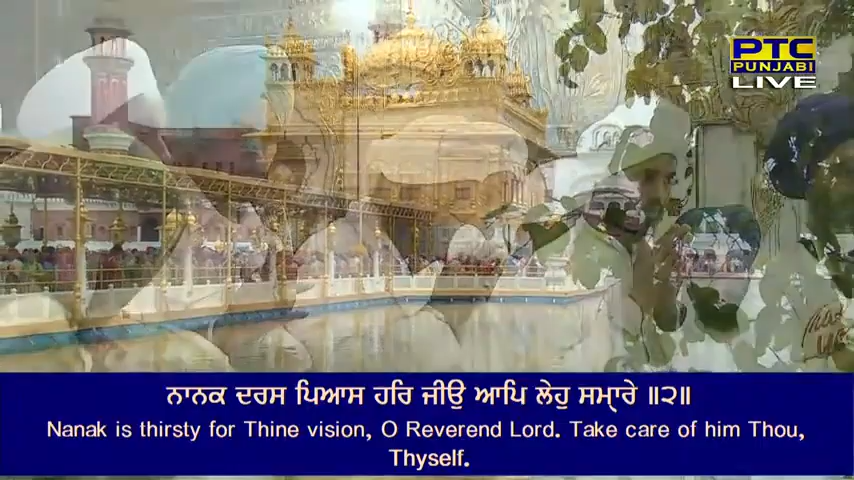 PTC
PUNJABI
LIVE
ਨਾਨਕ ਦਰਸ ਪਿਆਸ ਹਰਿ ਜੀਉ ਆਪਿ ਲੇਹੁ ਸਮ੍ਹਾਰੇ ॥੨॥
Nanak is thirsty for Thine vision, O Reverend Lord. Take care of him Thou,
Thyself.